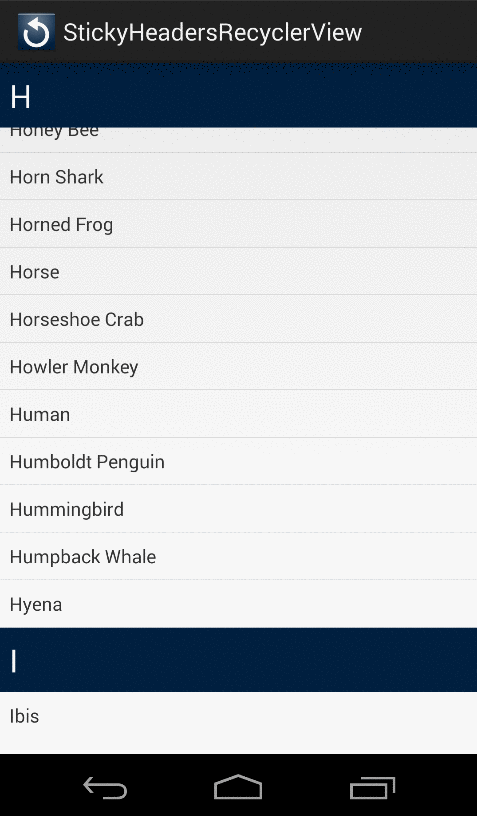 StickyHeadersRecyclerView
H
Honey Bee
Horn Shark
Horned Frog
Horse
Horseshoe Crab
Howler Monkey
Human
Humboldt Penguin
Hummingbird
Humpback Whale
Hyena
I
Ibis